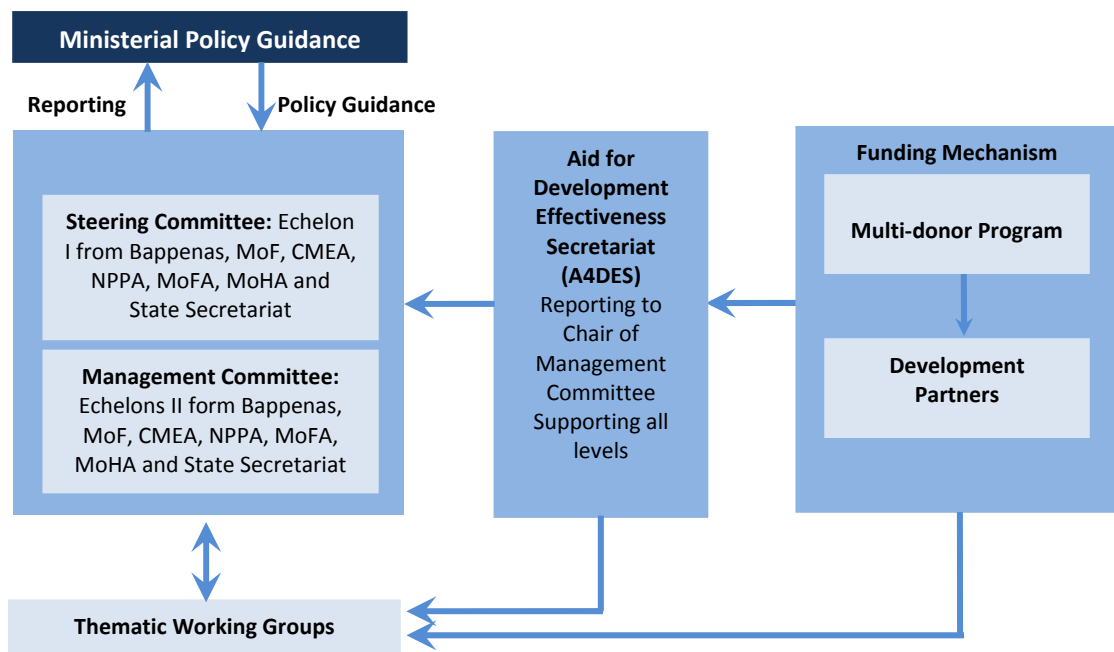 Ministerial Policy Guidance
Reporting
Policy Guidance
Steering Committee: Echelon
I from Bappenas, MoF, CMEA,
NPPA, MoFA, MoHA and
State Secretariat
Management Committee:
Echelons II form Bappenas,
MoF, CMEA, NPPA, MoFA,
MoHA and State Secretariat
Aid for
Development
Effectiveness
Secretariat
(A4DES)
Reporting to
Chair of
Management
Committee
Supporting all
levels
Funding Mechanism
Multi-donor Program
Development
Partners
Thematic Working Groups